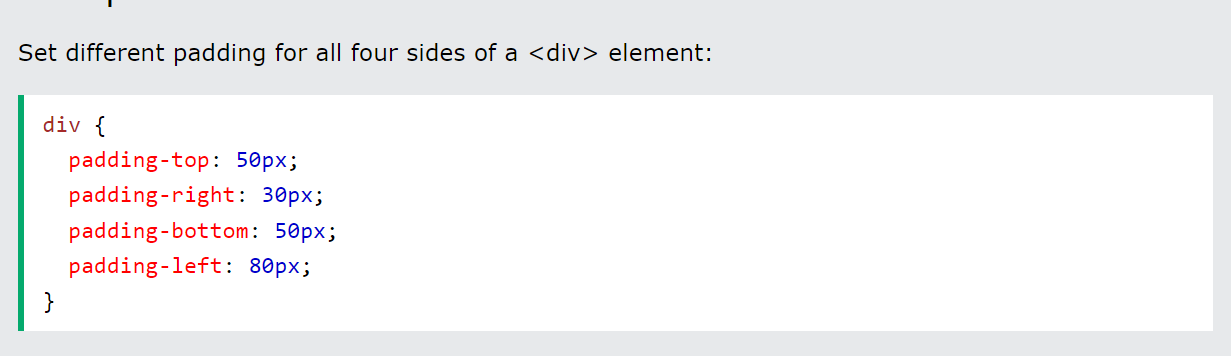 Set different padding for all four sides of a <div> element:
div {
  padding-top: 50px;
  padding-right: 30px;
  padding-bottom: 50px;
  padding-left: 80px;
}